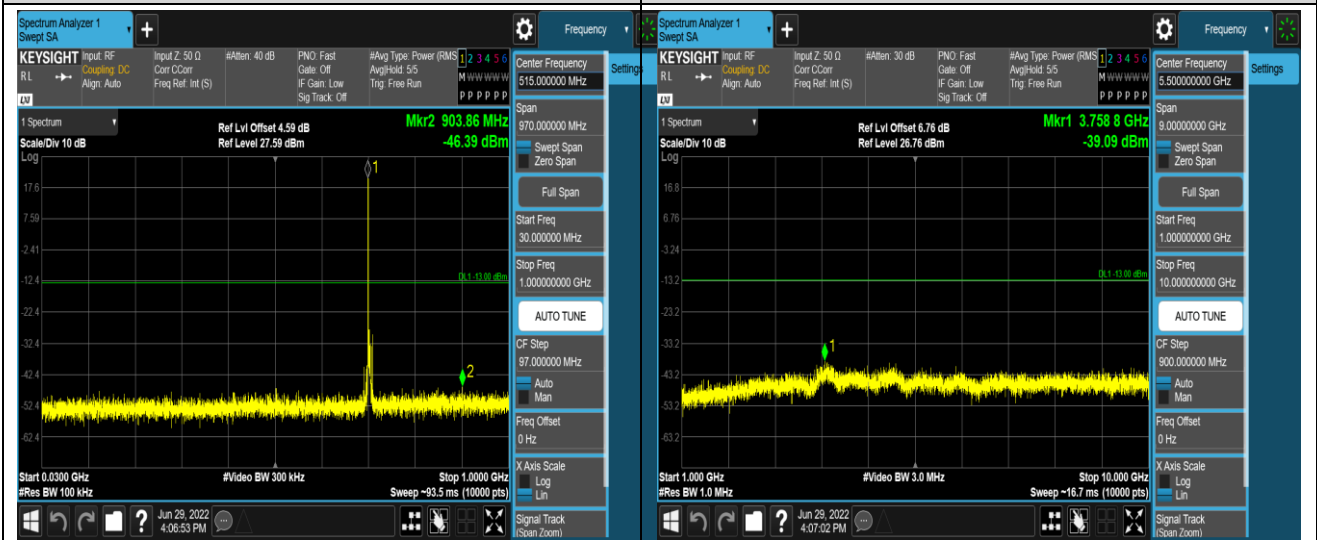 Spectrum Analyzer 1
Swept SA
+
Frequency
KEYSIGHT
RL
LXI
Input: RF
Coupling: DC
Align: Auto
Input Z: 50 Ω
Corr CCorr
Freq Ref: Int (S)
#Atten: 40 dB
PNO: Fast
Gate: Off
IF Gain: Low
Sig Track: Off
#Avg Type: Power (RMS
Avg|Hold: 5/5
Trig: Free Run
1 2 3 4 5 6
M W W W W W
P P P P P P
Center Frequency
515.000000 MHz
Settings
1 Spectrum
Scale/Div 10 dB
Log
Ref Lvl Offset 4.59 dB
Ref Level 27.59 dBm
Mkr2 903.86 MHz
-46.39 dBm
Span
970.000000 MHz
Swept Span
Zero Span
Full Span
Start Freq
30.000000 MHz
Stop Freq
1.000000000 GHz
AUTO TUNE
CF Step
97.000000 MHz
Auto
Man
Freq Offset
0 Hz
X Axis Scale
Log
Lin
Signal Track
(Span Zoom)
1
17.6
7.59
-2.41
DL1 -13.00 dBm
-12.4
-22.4
-32.4
-42.4
2
-52.4
-62.4
Start 0.0300 GHz
#Res BW 100 kHz
#Video BW 300 kHz
Stop 1.0000 GHz
Sweep ~93.5 ms (10000 pts)
?
Jun 29, 2022
4:06:53 PM
Spectrum Analyzer 1
Swept SA
+
Frequency
KEYSIGHT
RL
LXI
Input: RF
Coupling: DC
Align: Auto
Input Z: 50 Ω
Corr CCorr
Freq Ref: Int (S)
#Atten: 30 dB
PNO: Fast
Gate: Off
IF Gain: Low
Sig Track: Off
#Avg Type: Power (RMS
Avg|Hold: 5/5
Trig: Free Run
1 2 3 4 5 6
M W W W W W
P P P P P P
Center Frequency
5.500000000 GHz
Settings
1 Spectrum
Scale/Div 10 dB
Log
Ref Lvl Offset 6.76 dB
Ref Level 26.76 dBm
Mkr1 3.758 8 GHz
-39.09 dBm
Span
9.00000000 GHz
Swept Span
Zero Span
Full Span
Start Freq
1.000000000 GHz
Stop Freq
10.000000000 GHz
AUTO TUNE
CF Step
900.000000 MHz
Auto
Man
Freq Offset
0 Hz
X Axis Scale
Log
Lin
Signal Track
(Span Zoom)
16.8
6.76
-3.24
DL1 -13.00 dBm
-13.2
-23.2
-33.2
1
-43.2
-53.2
-63.2
Start 1.000 GHz
#Res BW 1.0 MHz
#Video BW 3.0 MHz
Stop 10.000 GHz
Sweep ~16.7 ms (10000 pts)
?
Jun 29, 2022
4:07:02 PM